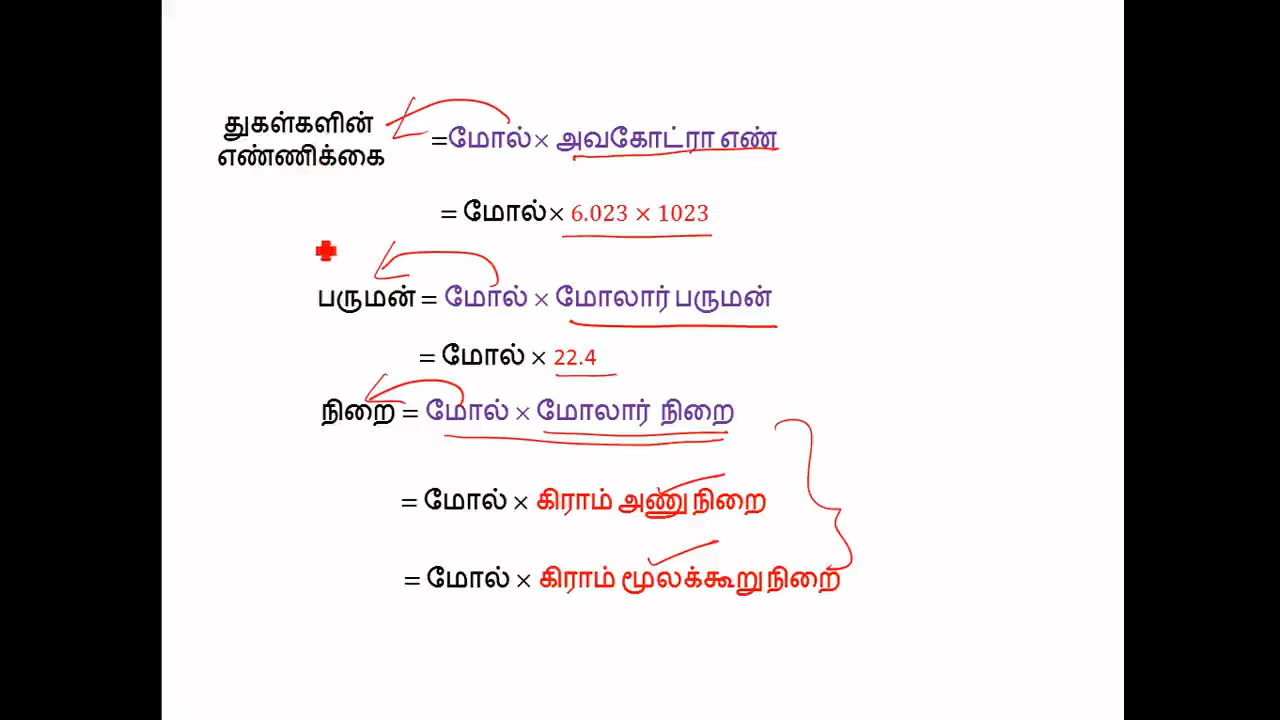 துகள்களின்
எண்ணிக்கை
=மோல் × அவகோட்ரா எண்
= மோல்× 6.023 × 1023
பருமன் = மோல் × மோலார் பருமன்
= மோல் × 22.4
நிறை = மோல் × மோலார் நிறை
= மோல் × கிராம் அணு நிறை
= மோல் × கிராம் மூலக்கூறு நிறை